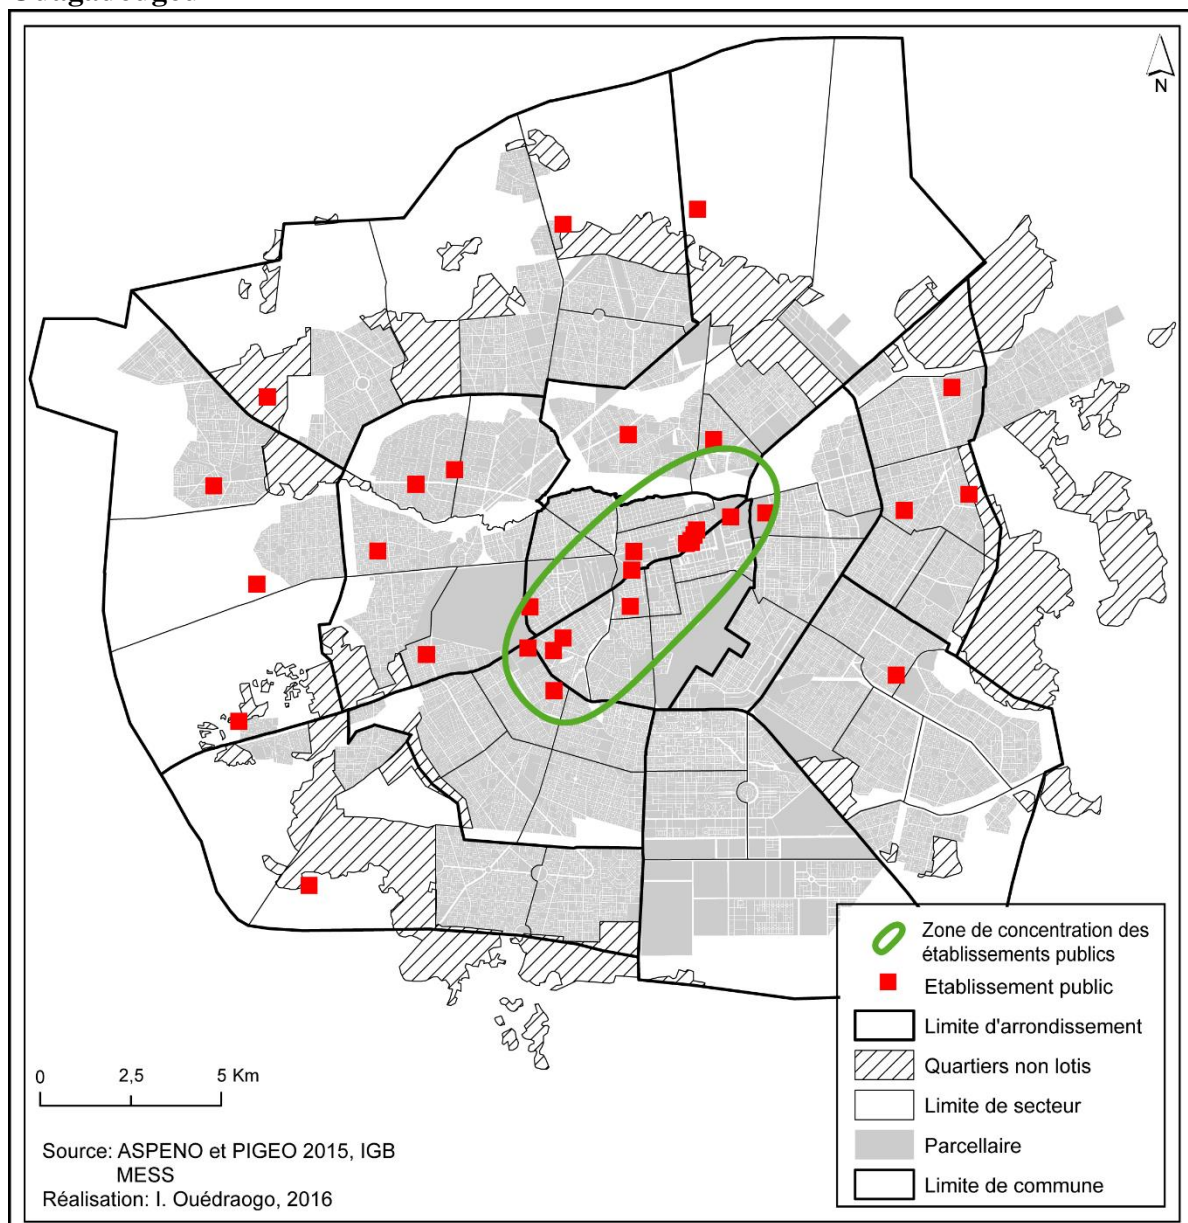 N
Zone de concentration des
établissements publics
Etablissement public
Limite d'arrondissement
Quartiers non lotis
Limite de secteur
Parcellaire
Limite de commune
0 2,5 5 Km
Source: ASPENO et PIGEO 2015, IGB
MESS
Réalisation: I. Ouédraogo, 2016